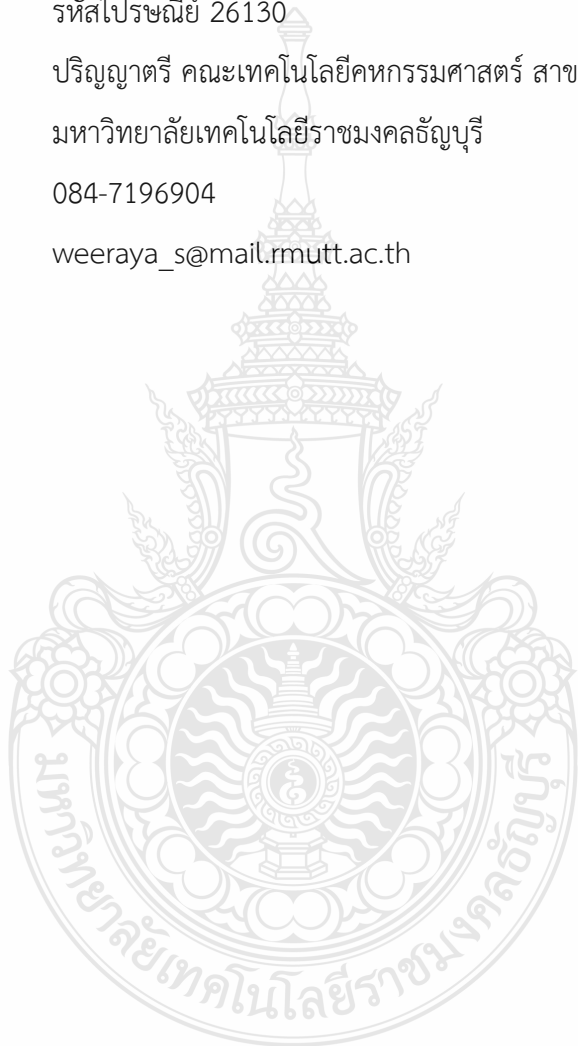 รหัสไปรษณีย์ 26130
ปริญญาตรี คณะเทคโนโลยีคหกรรมศาสตร์ สาข
มหาวิทยาลัยเทคโนโลยีราชมงคลธัญบุรี
084-7196904
weeraya_s@mail.rmutt.ac.th
มหาวิทยาลัยเทคโนโลยีราชมงคลธัญบุรี